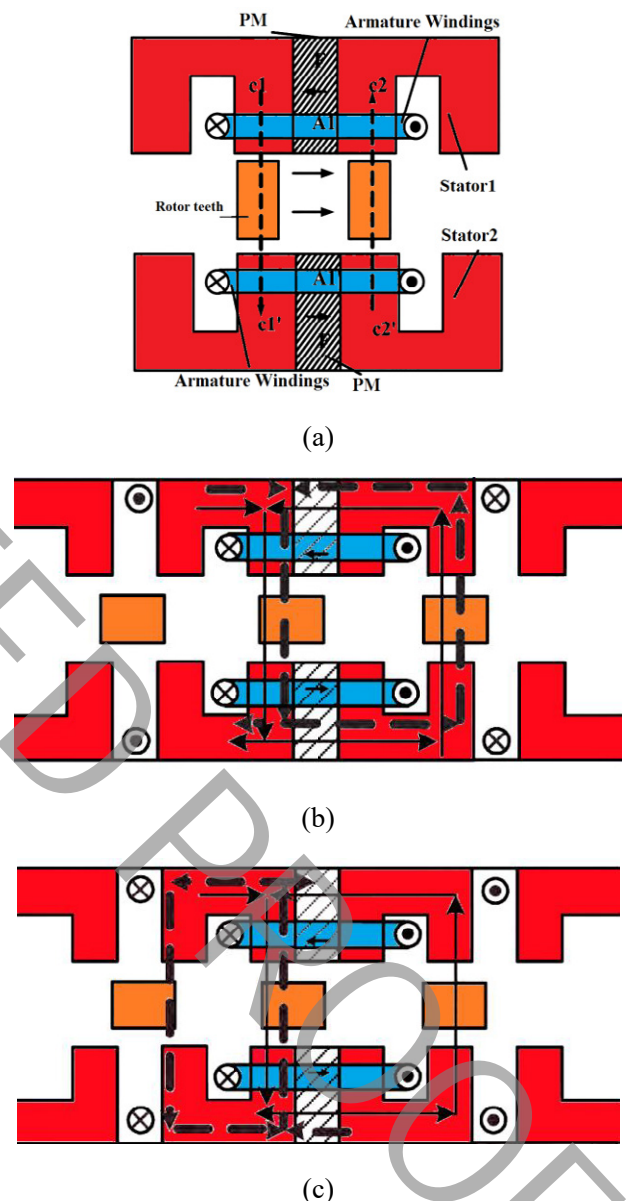 PM
Armature Windings
F
c1
c2
A1
Rotor teeth
Stator1
Stator2
A1
c1'
c2'
F
Armature Windings
PM
(a)
(b)
(c)